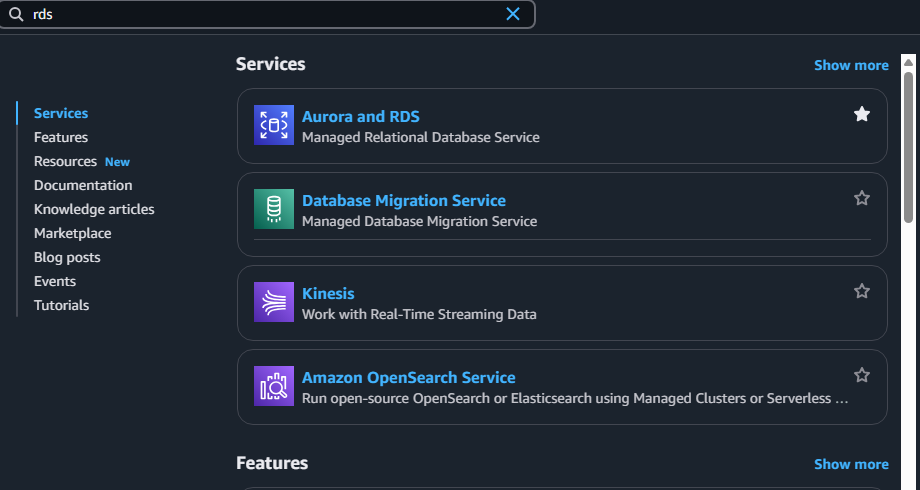 rds
Services
Show more
Services
Features
Resources New
Documentation
Knowledge articles
Marketplace
Blog posts
Events
Tutorials
Aurora and RDS
Managed Relational Database Service
Database Migration Service
Managed Database Migration Service
Kinesis
Work with Real-Time Streaming Data
Amazon OpenSearch Service
Run open-source OpenSearch or Elasticsearch using Managed Clusters or Serverless ...
Features
Show more